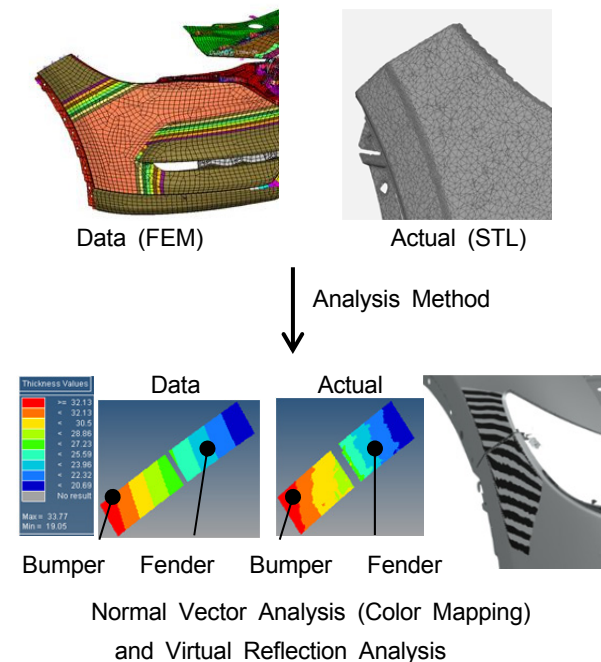 Data (FEM)
Actual (STL)
Analysis Method
Thickness Values
>= 32.13
< 32.13
< 30.5
< 28.86
< 27.23
< 25.59
< 23.96
< 22.32
< 20.69
No result
Max = 33.77
Min = 19.05
Data
Actual
Bumper Fender Bumper Fender
Normal Vector Analysis (Color Mapping)
and Virtual Reflection Analysis